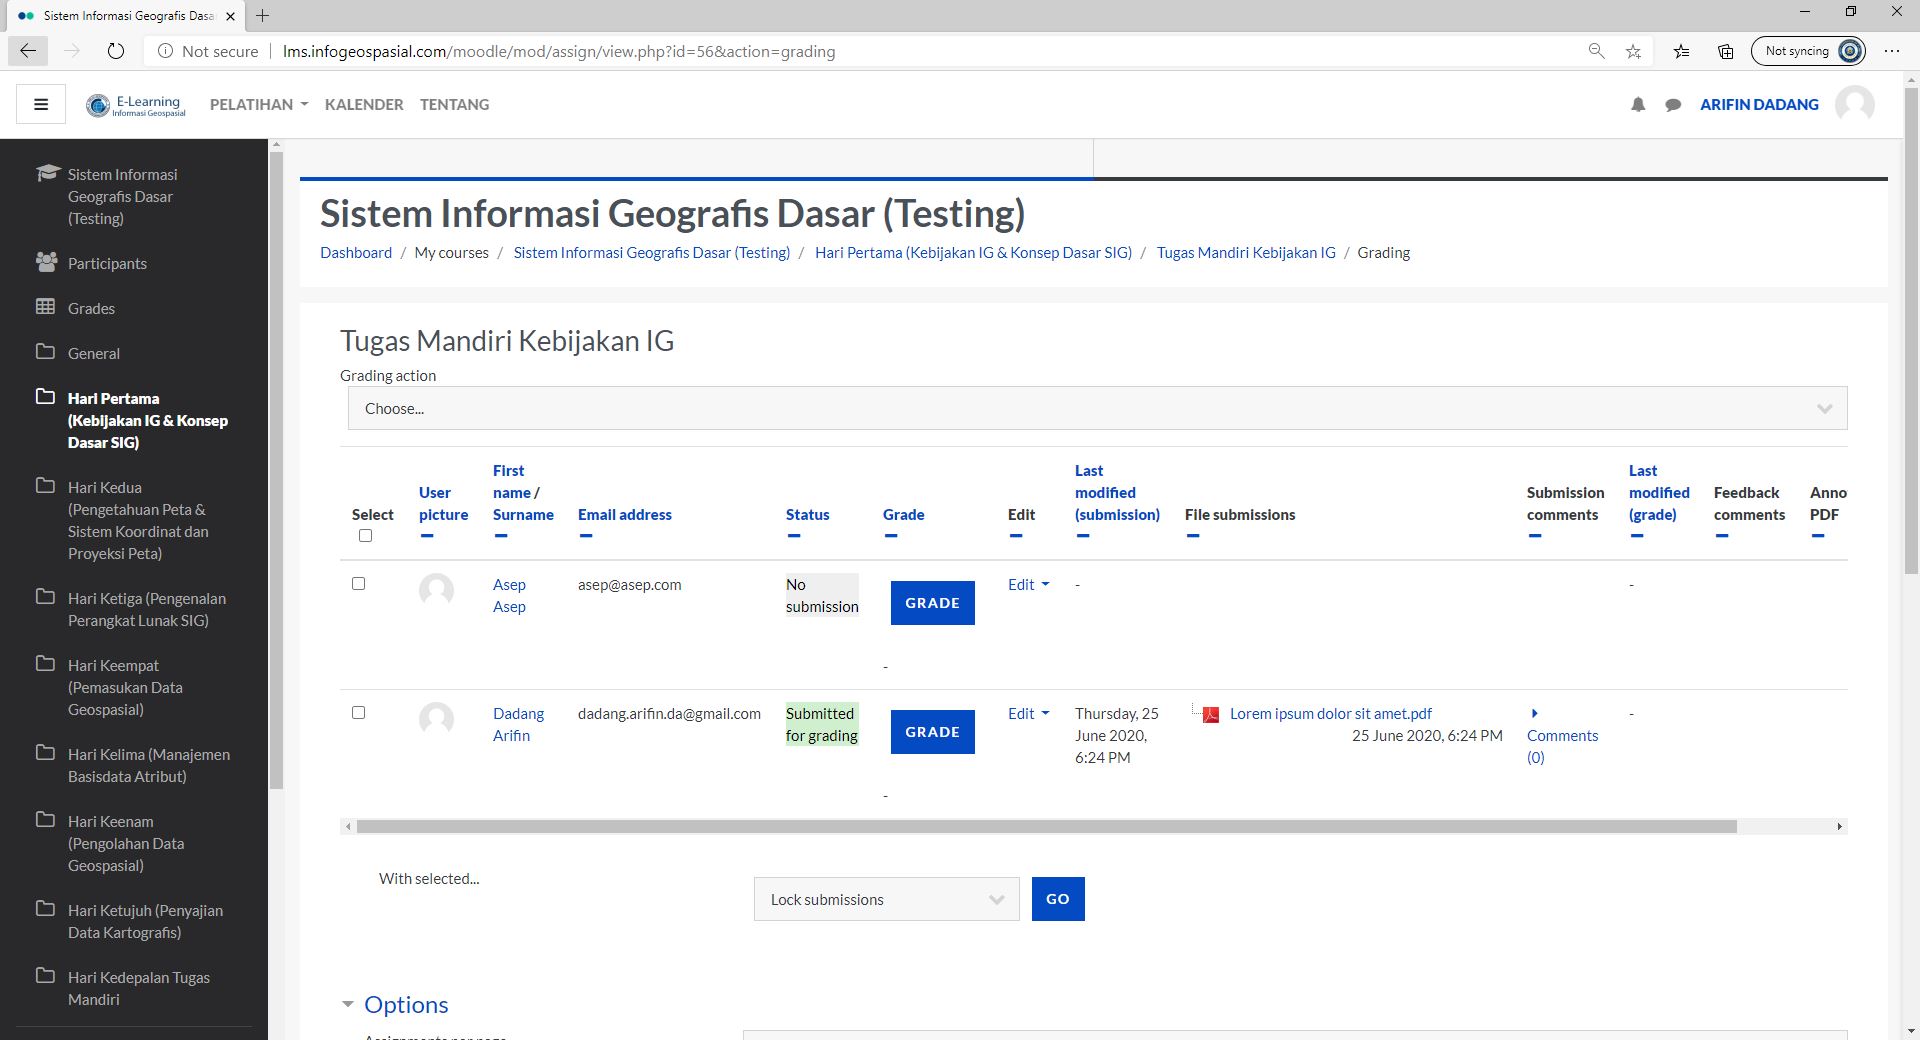 Sistem Informasi Geografis Dasa
Not secure
lms.infogeospasial.com/moodle/mod/assign/view.php?id=56&action=grading
Not syncing
E-Learning
Informasi Geospasial
PELATIHAN
KALENDER
TENTANG
ARIFIN DADANG
Sistem Informasi
Geografis Dasar
(Testing)
Participants
Grades
General
Hari Pertama
(Kebijakan IG & Konsep
Dasar SIG)
Hari Kedua
(Pengetahuan Peta &
Sistem Koordinat dan
Proyeksi Peta)
Hari Ketiga (Pengenalan
Perangkat Lunak SIG)
Hari Keempat
(Pemasukan Data
Geospasial)
Hari Kelima (Manajemen
Basisdata Atribut)
Hari Keenam
(Pengolahan Data
Geospasial)
Hari Ketujuh (Penyajian
Data Kartografis)
Hari Kedepalan Tugas
Mandiri
Sistem Informasi Geografis Dasar (Testing)
Dashboard / My courses / Sistem Informasi Geografis Dasar (Testing) / Hari Pertama (Kebijakan IG & Konsep Dasar SIG) / Tugas Mandiri Kebijakan IG / Grading
Tugas Mandiri Kebijakan IG
Grading action
Choose...
Select
User
picture
First
name /
Surname
Email address
Status
Grade
Edit
Last
modified
(submission)
File submissions
Submission
comments
Last
modified
(grade)
Feedback
comments
Anno
PDF
Asep
Asep
asep@asep.com
No
submission
GRADE
-
Edit
-
-
Dadang
Arifin
dadang.arifin.da@gmail.com
Submitted
for grading
GRADE
-
Edit
Thursday, 25
June 2020,
6:24 PM
Lorem ipsum dolor sit amet.pdf
25 June 2020, 6:24 PM
Comments
(0)
-
With selected...
Lock submissions
GO
Options
Assignments per page